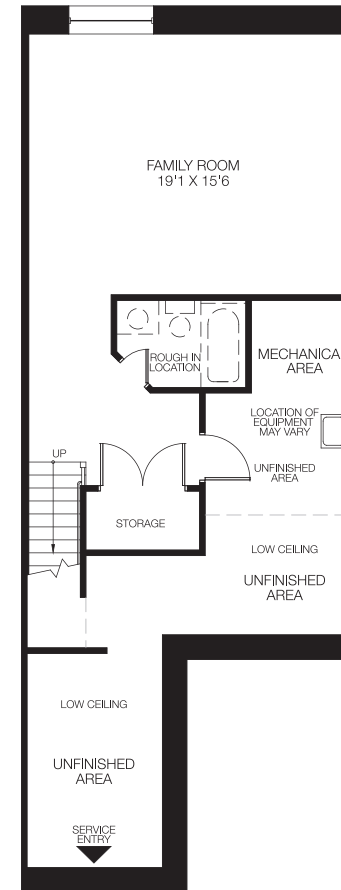 FAMILY ROOM
19'1 X 15'6
ROUGH IN
LOCATION
MECHANICA
AREA
LOCATION OF
EQUIPMENT
MAY VARY
UP
UNFINISHED
AREA
STORAGE
LOW CEILING
UNFINISHED
AREA
LOW CEILING
UNFINISHED
AREA
SERVICE
ENTRY